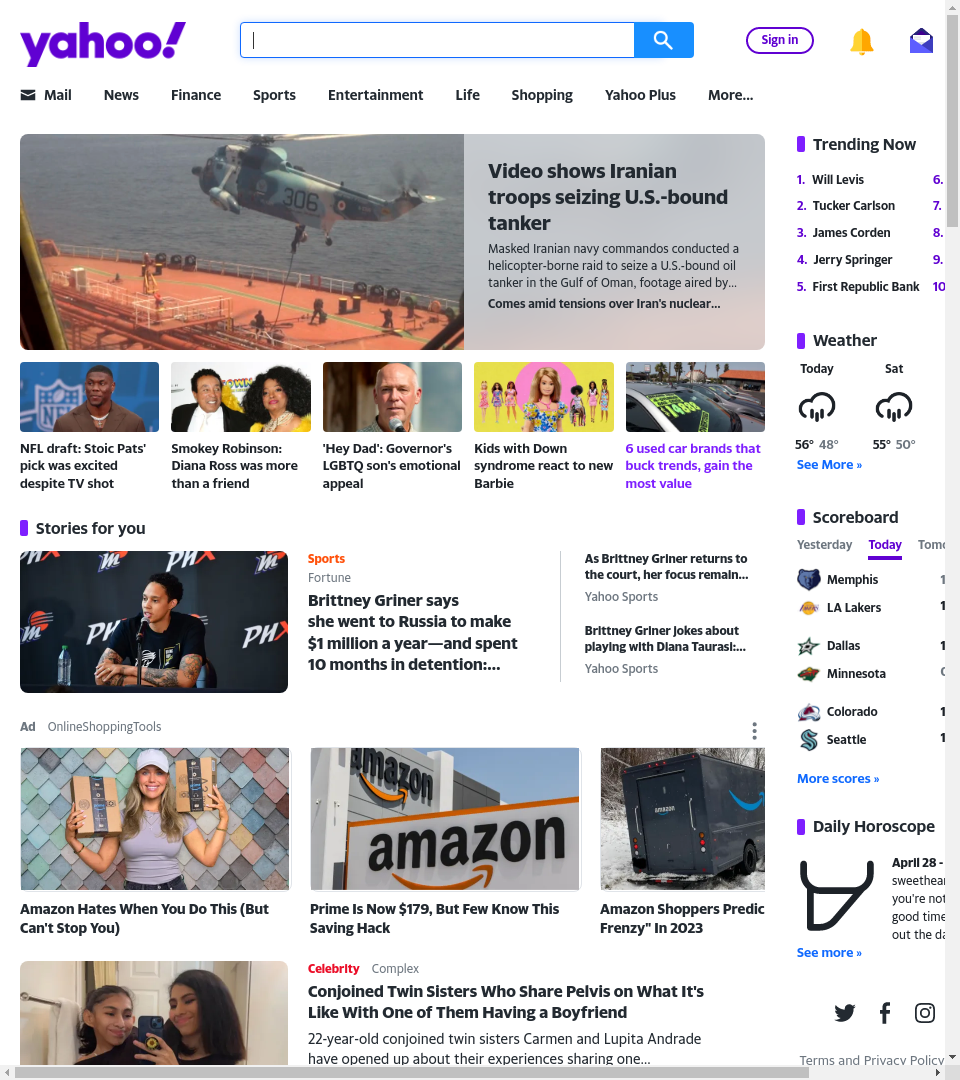 yahoo!
Sign in
Mail News Finance Sports Entertainment Life Shopping Yahoo Plus More...
306
Video shows Iranian
troops seizing U.S.-bound
tanker
Masked Iranian navy commandos conducted a
helicopter-borne raid to seize a U.S.-bound oil
tanker in the Gulf of Oman, footage aired by...
Comes amid tensions over Iran's nuclear...
NFL draft: Stoic Pats'
pick was excited
despite TV shot
Smokey Robinson:
Diana Ross was more
than a friend
'Hey Dad': Governor's
LGBTQ son's emotional
appeal
Kids with Down
syndrome react to new
Barbie
6 used car brands that
buck trends, gain the
most value
Stories for you
Sports
Fortune
Brittney Griner says
she went to Russia to make
$1 million a year—and spent
10 months in detention:...
As Brittney Griner returns to
the court, her focus remain...
Yahoo Sports
Brittney Griner jokes about
playing with Diana Taurasi:...
Yahoo Sports
Ad OnlineShoppingTools
amazon
amazon
Amazon Hates When You Do This (But
Can't Stop You)
Prime Is Now $179, But Few Know This
Saving Hack
Amazon Shoppers Predic
Frenzy" In 2023
Celebrity Complex
Conjoined Twin Sisters Who Share Pelvis on What It's
Like With One of Them Having a Boyfriend
22-year-old conjoined twin sisters Carmen and Lupita Andrade
have opened up about their experiences sharing one...
Trending Now
1. Will Levis 6.
2. Tucker Carlson 7.
3. James Corden 8.
4. Jerry Springer 9.
5. First Republic Bank 10
Weather
Today Sat
56° 48° 55° 50°
See More »
Scoreboard
Yesterday Today Tomo
Memphis 1
LA Lakers 1
Dallas 1
Minnesota
Colorado 1
Seattle 1
More scores »
Daily Horoscope
April 28 -
sweethear
you're not
good time
out the da
See more »
Terms and Privacy Policy